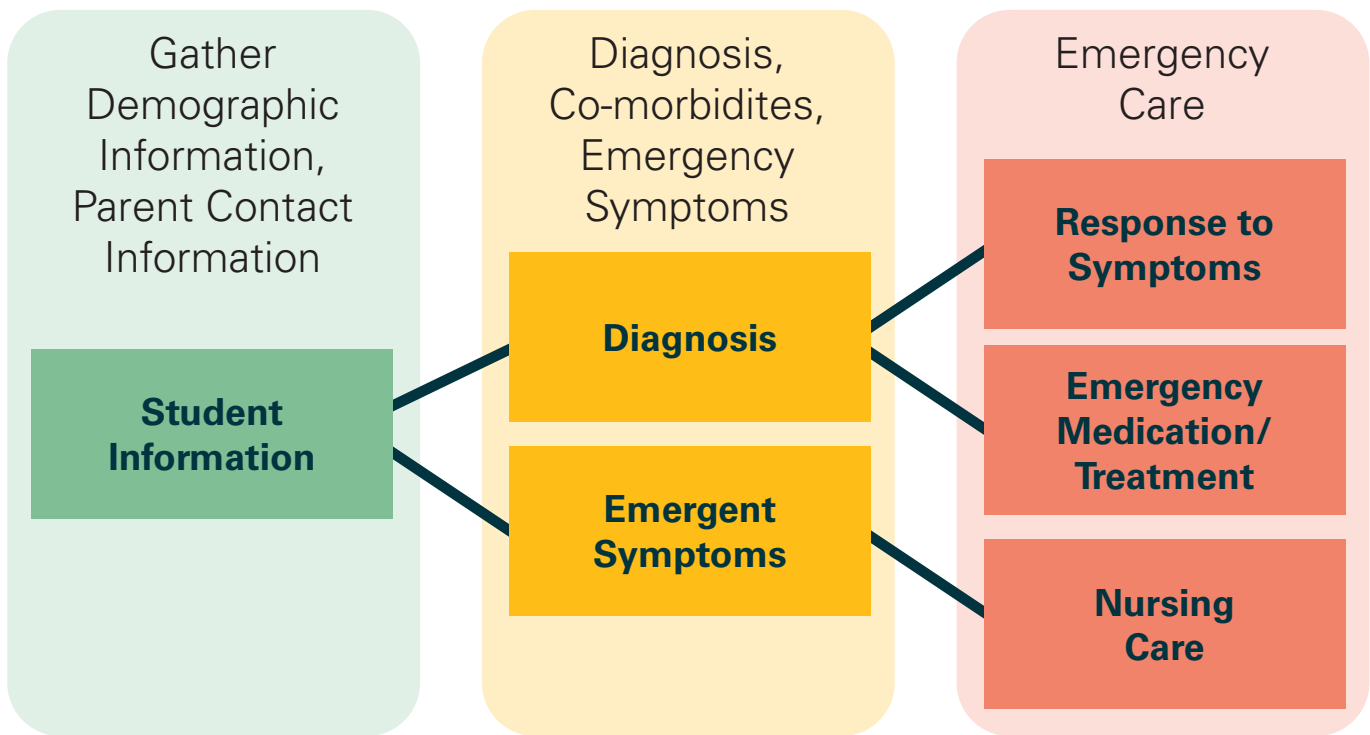 Gather
Demographic
Information,
Parent Contact
Information
Student
Information
Diagnosis,
Co-morbidites,
Emergency
Symptoms
Diagnosis
Emergent
Symptoms
Emergency
Care
Response to
Symptoms
Emergency
Medication/
Treatment
Nursing
Care